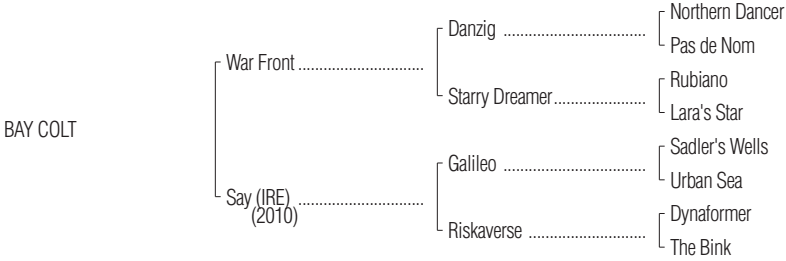 Northern Dancer
Danzig ..................................
Pas de Nom
War Front ..............................
Rubiano
Starry Dreamer......................
Lara's Star
BAY COLT
Sadler's Wells
Galileo ..................................
Urban Sea
Say (IRE) ..............................
(2010)
Dynaformer
Riskaverse ............................
The Bink